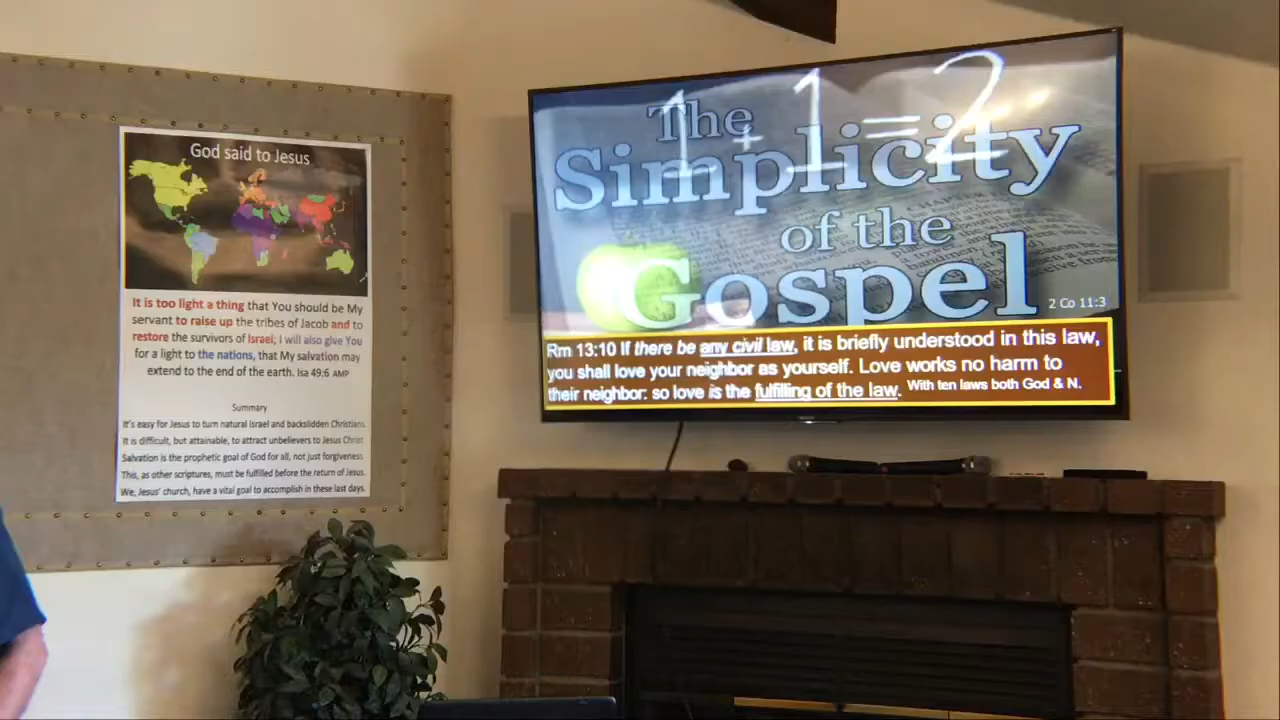 God said to Jesus
It is too light a thing that You should be My
servant to raise up the tribes of Jacob and to
restore the survivors of Israel; I will also give You
for a light to the nations, that My salvation may
extend to the end of the earth. Isa 49:6 AMP
Summary
It's easy for Jesus to turn natural Israel and backslidden Christians.
It is difficult, but attainable, to attract unbelievers to Jesus Christ
Salvation is the prophetic goal of God for all, not just forgiveness
This, as other scriptures, must be fulfilled before the return of Jesus.
We, Jesus' church, have a vital goal to accomplish in these last days.
1 + 1 = 2
The
Simplicity
of the
Gospel
2 Co 11:3
Rm 13:10 If there be any civil law, it is briefly understood in this law,
you shall love your neighbor as yourself. Love works no harm to
their neighbor: so love is the fulfilling of the law. With ten laws both God & N.